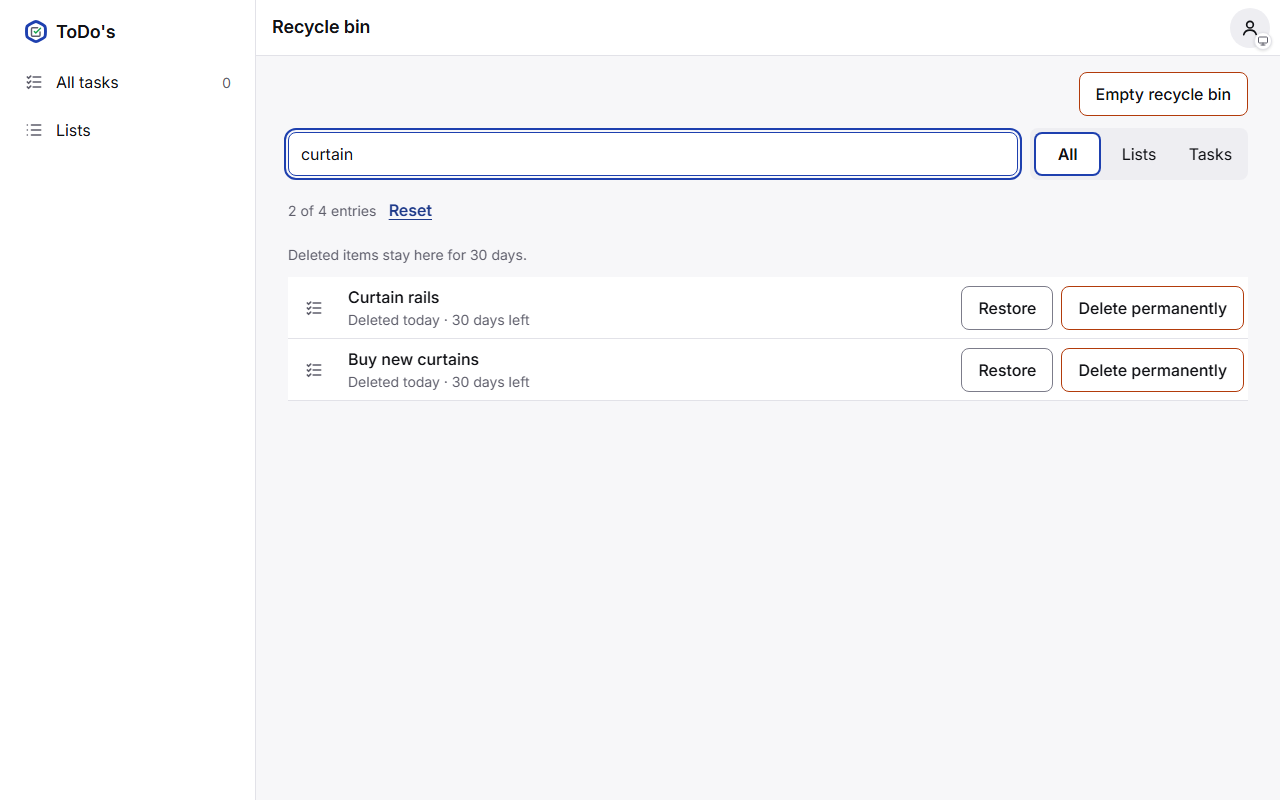 ToDo's
All tasks 0
Lists
Recycle bin
Empty recycle bin
curtain
All Lists Tasks
2 of 4 entries Reset
Deleted items stay here for 30 days.
Curtain rails
Deleted today · 30 days left
Restore Delete permanently
Buy new curtains
Deleted today · 30 days left
Restore Delete permanently